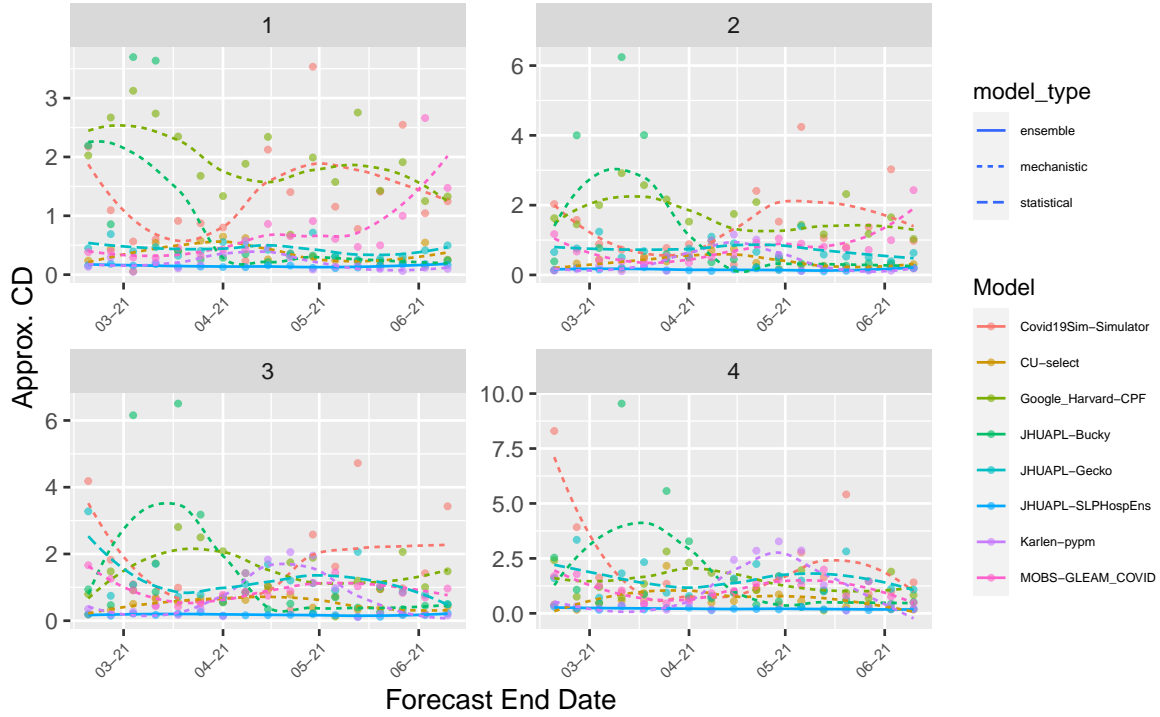 1
2
3
2
1
0
6
4
2
0
03−21
04−21
05−21
06−21
03−21
04−21
05−21
06−21
3
4
6
4
2
0
10.0
7.5
5.0
2.5
0.0
03−21
04−21
05−21
06−21
03−21
04−21
05−21
06−21
Approx. CD
Forecast End Date
model_type
ensemble
mechanistic
statistical
Model
Covid19Sim−Simulator
CU−select
Google_Harvard−CPF
JHUAPL−Bucky
JHUAPL−Gecko
JHUAPL−SLPHospEns
Karlen−pypm
MOBS−GLEAM_COVID